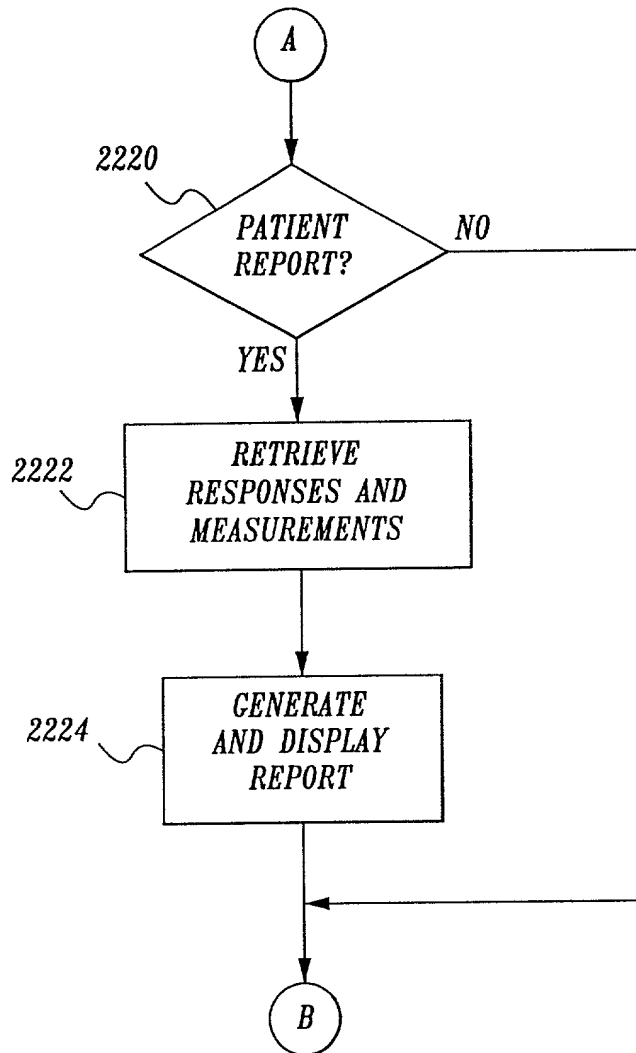 A
2220
PATIENT
REPORT?
NO
YES
2222
RETRIEVE
RESPONSES AND
MEASUREMENTS
2224
GENERATE
AND DISPLAY
REPORT
B